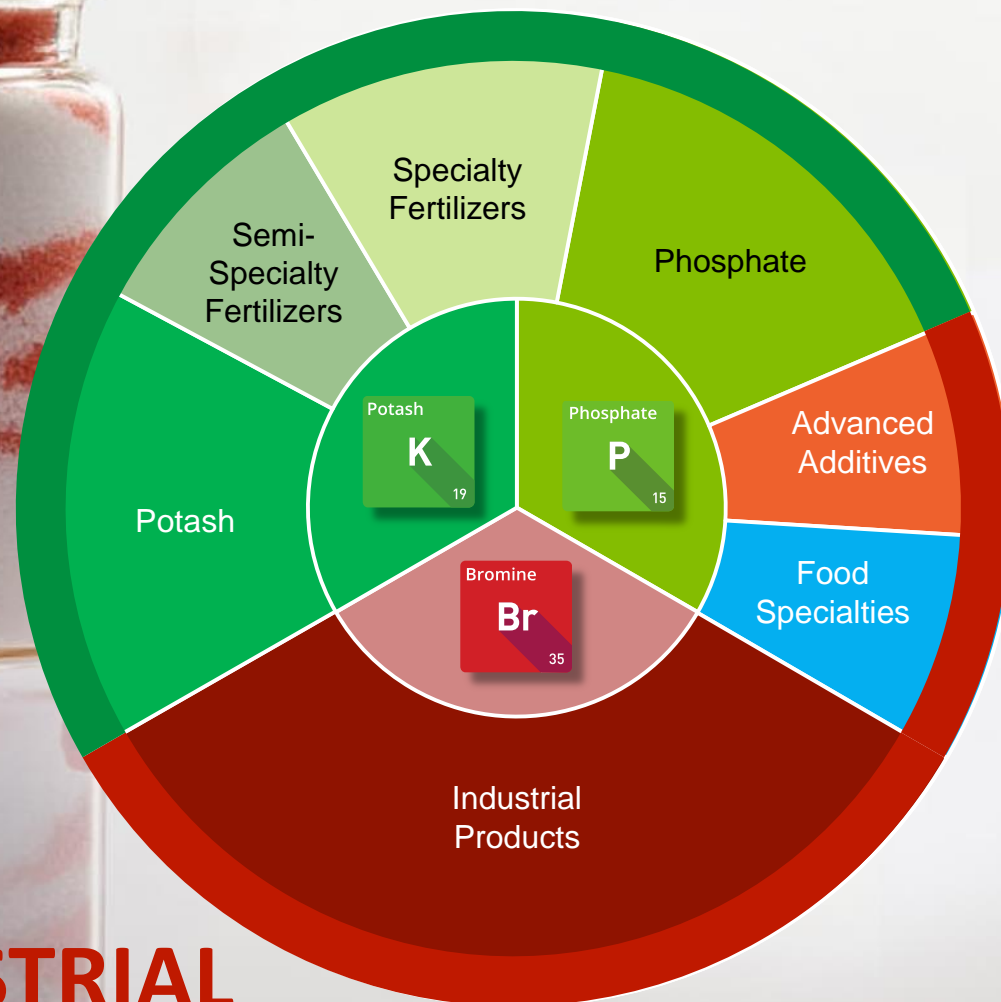 Specialty
Fertilizers
Semi-
Specialty
Fertilizers
Phosphate
Potash
K
19
Phosphate
P
15
Advanced
Additives
Potash
Bromine
Br
35
Food
Specialties
Industrial
Products
STRIAL